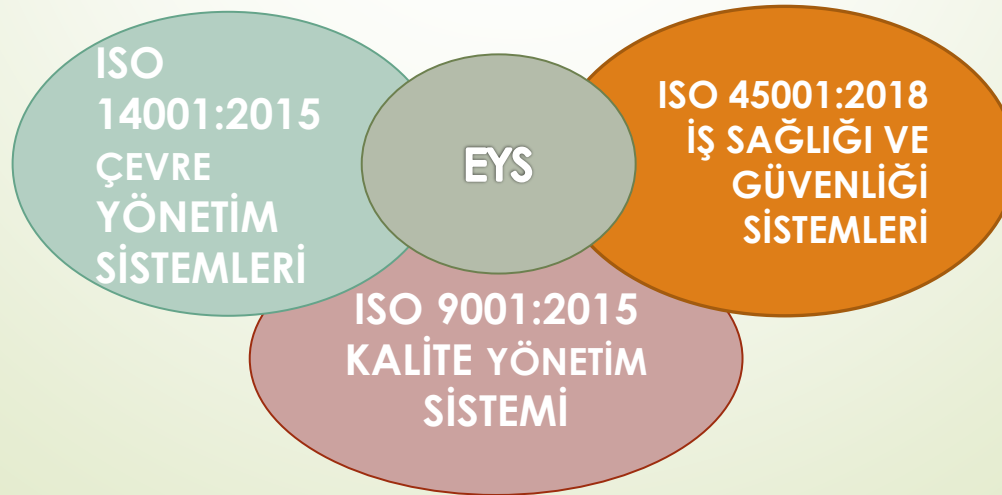 ISO
14001:2015
ÇEVRE
YÖNETİM
SİSTEMLERİ
EYS
ISO 45001:2018
İŞ SAĞLIĞI VE
GÜVENLİĞİ
SİSTEMLERİ
ISO 9001:2015
KALİTE YÖNETİM
SİSTEMİ